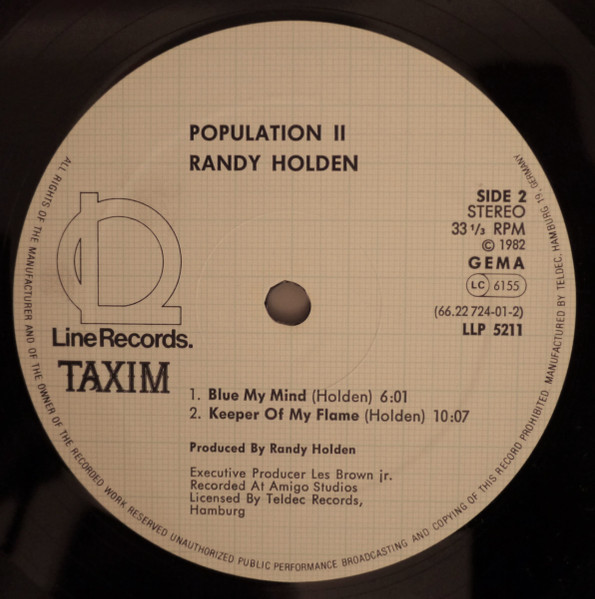 POPULATION II
RANDY HOLDEN
SIDE 2
STEREO
33 1/3 RPM
© 1982
GEMA
LC 6155
(66.22 724-01-2)
LLP 5211
Line Records.
TAXIM
1. Blue My Mind (Holden) 6:01
2. Keeper Of My Flame (Holden) 10:07
Produced By Randy Holden
Executive Producer Les Brown jr.
Recorded At Amigo Studios
Licensed By Teldec Records,
Hamburg
ALL RIGHTS OF THE MANUFACTURER AND OF THE OWNER OF THE RECORDED WORK RESERVED UNAUTHORIZED PUBLIC PERFORMANCE BROADCASTING AND COPYING OF THIS RECORD PROHIBITED. MANUFACTURED BY TELDEC, HAMBURG 19, GERMANY